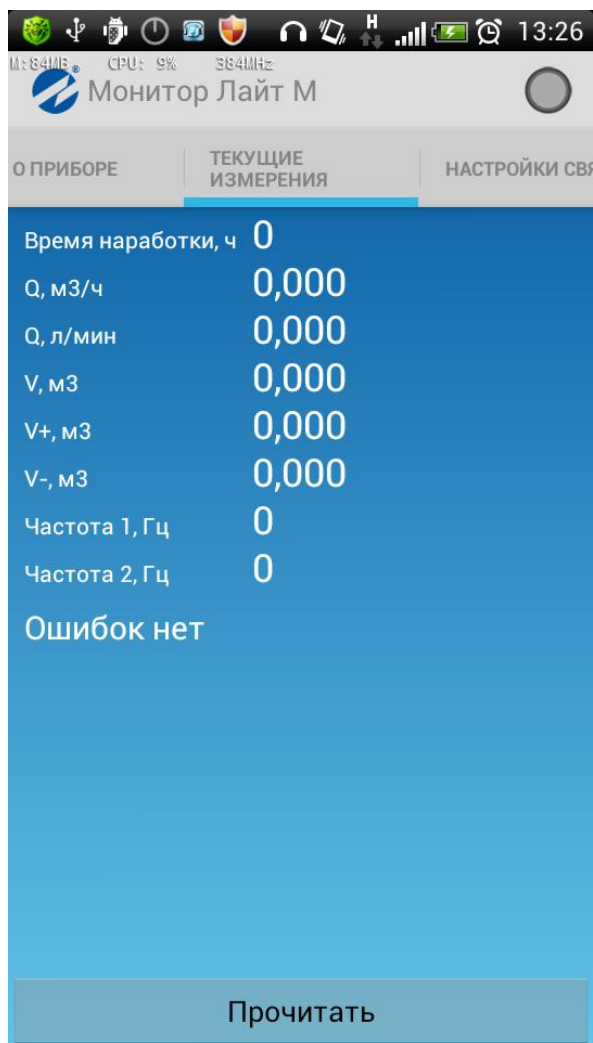 13:26
M: 84MB CPU: 9% 384MHz
Монитор Лайт М
О ПРИБОРЕ
ТЕКУЩИЕ
ИЗМЕРЕНИЯ
НАСТРОЙКИ СВЯ
Время наработки, ч 0
Q, м3/ч 0,000
Q, л/мин 0,000
V, м3 0,000
V+, м3 0,000
V-, м3 0,000
Частота 1, Гц 0
Частота 2, Гц 0
Ошибок нет
Прочитать